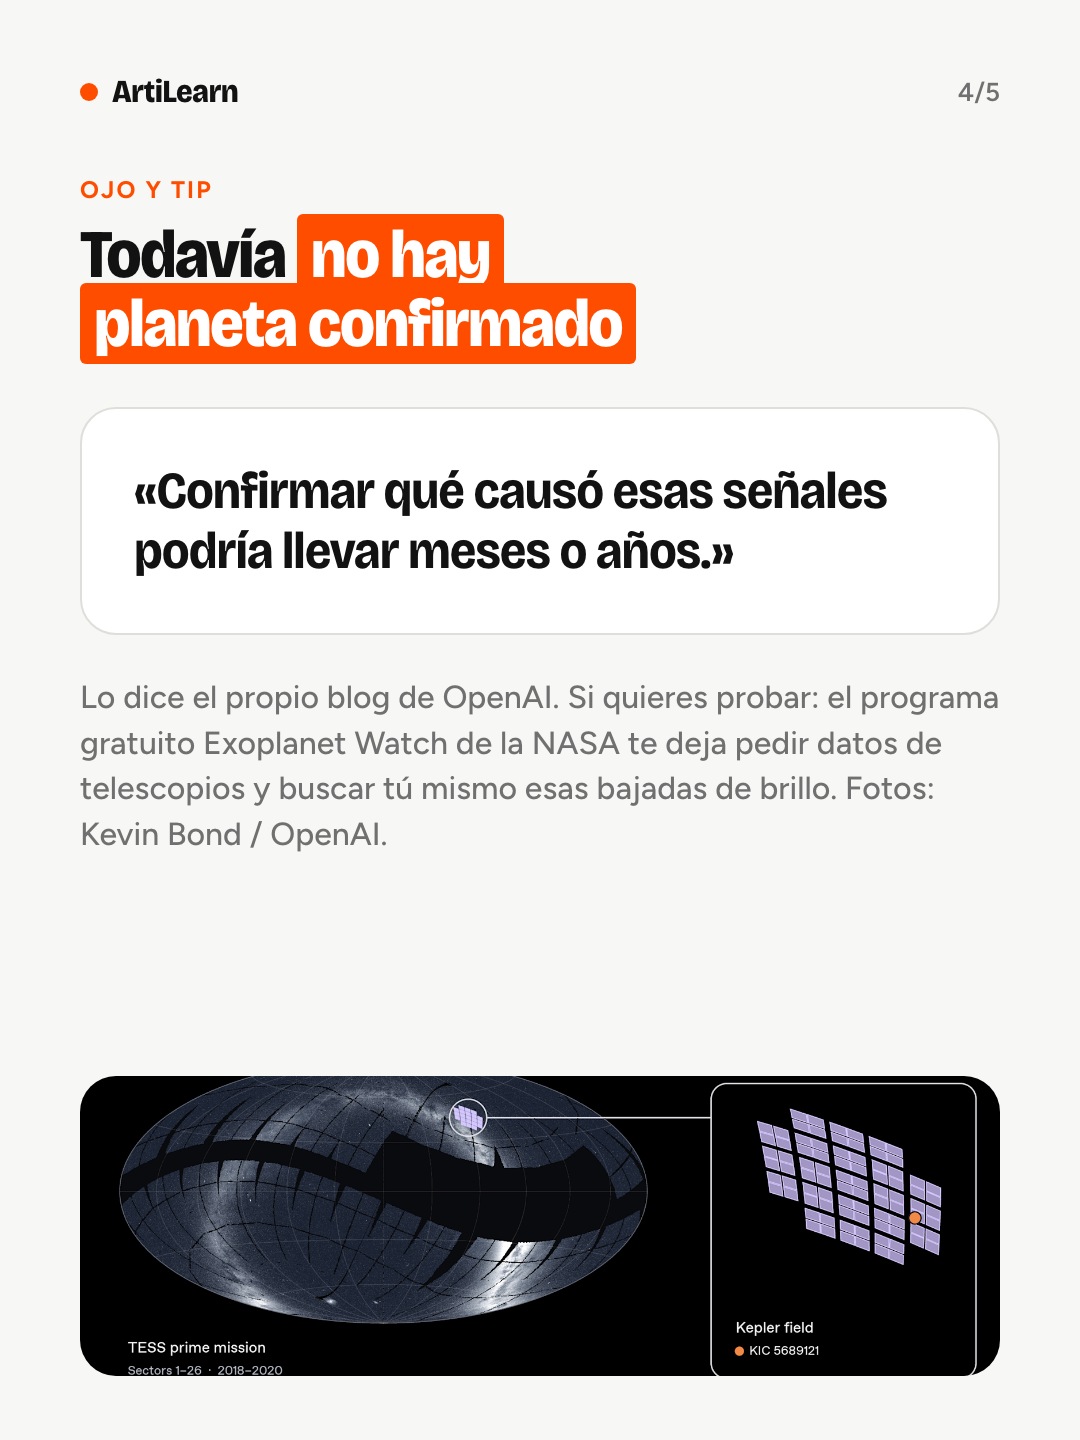 ArtiLearn
4/5
OJO Y TIP
Todavía no hay
planeta confirmado
«Confirmar qué causó esas señales
podría llevar meses o años.»
Lo dice el propio blog de OpenAI. Si quieres probar: el programa
gratuito Exoplanet Watch de la NASA te deja pedir datos de
telescopios y buscar tú mismo esas bajadas de brillo. Fotos:
Kevin Bond / OpenAI.
TESS prime mission
Sectors 1–26 · 2018–2020
Kepler field
KIC 5689121